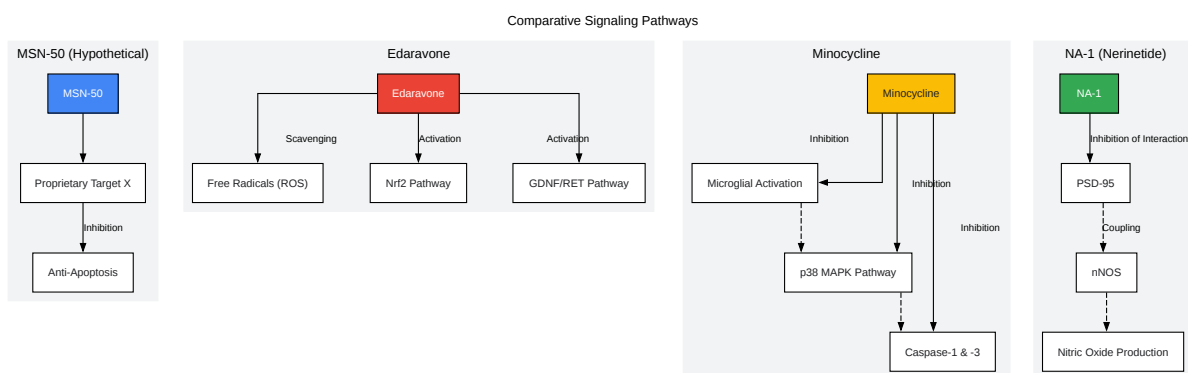 Comparative Signaling Pathways
MSN-50 (Hypothetical)
MSN-50
Proprietary Target X
Inhibition
Anti-Apoptosis
Edaravone
Edaravone
Scavenging
Activation
Activation
Free Radicals (ROS)
Nrf2 Pathway
GDNF/RET Pathway
Minocycline
Minocycline
Inhibition
Microglial Activation
Inhibition
Inhibition
p38 MAPK Pathway
Caspase-1 & -3
NA-1 (Nerinetide)
NA-1
Inhibition of Interaction
PSD-95
Coupling
nNOS
Nitric Oxide Production